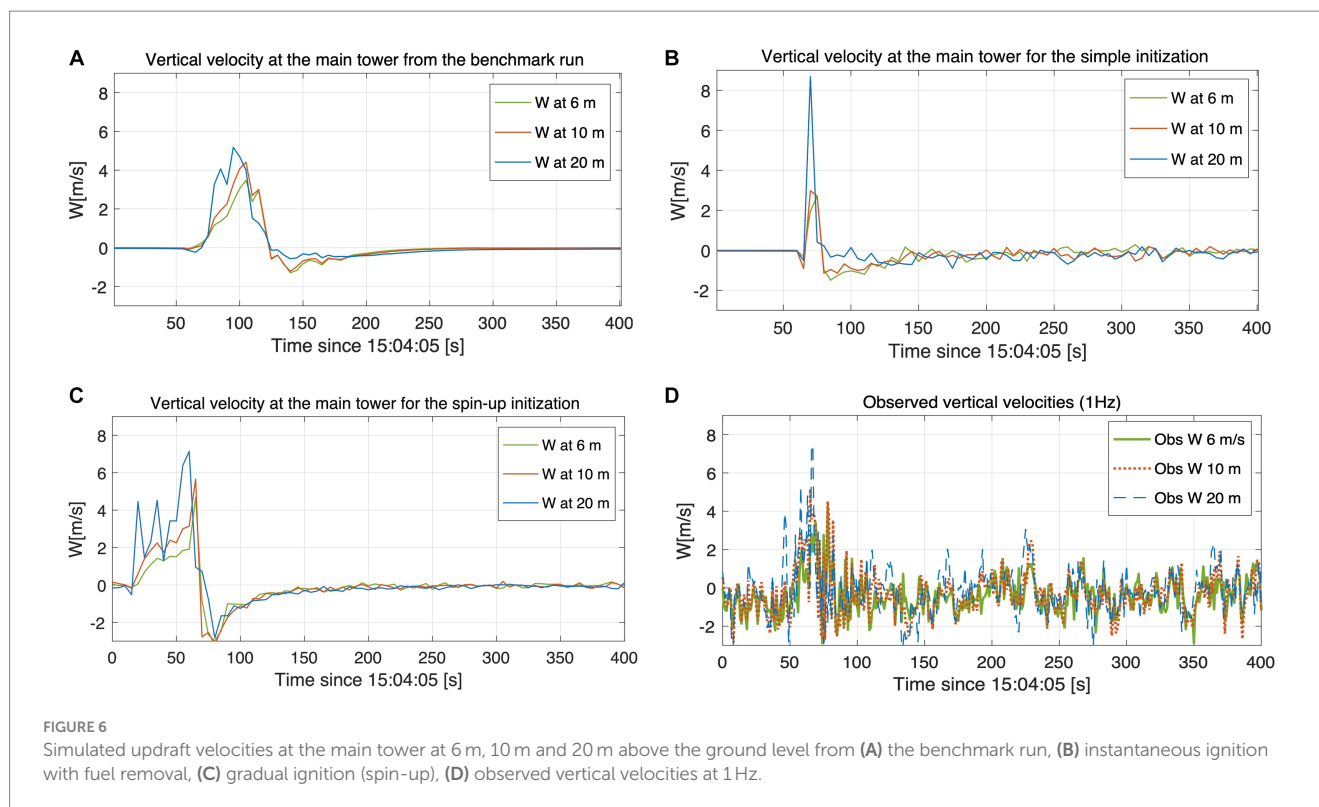 A
Vertical velocity at the main tower from the benchmark run
W[m/s]
8
6
4
2
0
-2
W at 6 m
W at 10 m
W at 20 m
50 100 150 200 250 300 350 400
Time since 15:04:05 [s]
B
Vertical velocity at the main tower for the simple initization
W[m/s]
8
6
4
2
0
-2
W at 6 m
W at 10 m
W at 20 m
50 100 150 200 250 300 350 400
Time since 15:04:05 [s]
C
Vertical velocity at the main tower for the spin-up initization
W[m/s]
8
6
4
2
0
-2
W at 6 m
W at 10 m
W at 20 m
0 50 100 150 200 250 300 350 400
Time since 15:04:05 [s]
D
Observed vertical velocities (1Hz)
W[m/s]
8
6
4
2
0
-2
Obs W 6 m/s
Obs W 10 m
Obs W 20 m
0 50 100 150 200 250 300 350 400
Time since 15:04:05 [s]
FIGURE 6
Simulated updraft velocities at the main tower at 6 m, 10 m and 20 m above the ground level from (A) the benchmark run, (B) instantaneous ignition
with fuel removal, (C) gradual ignition (spin-up), (D) observed vertical velocities at 1 Hz.